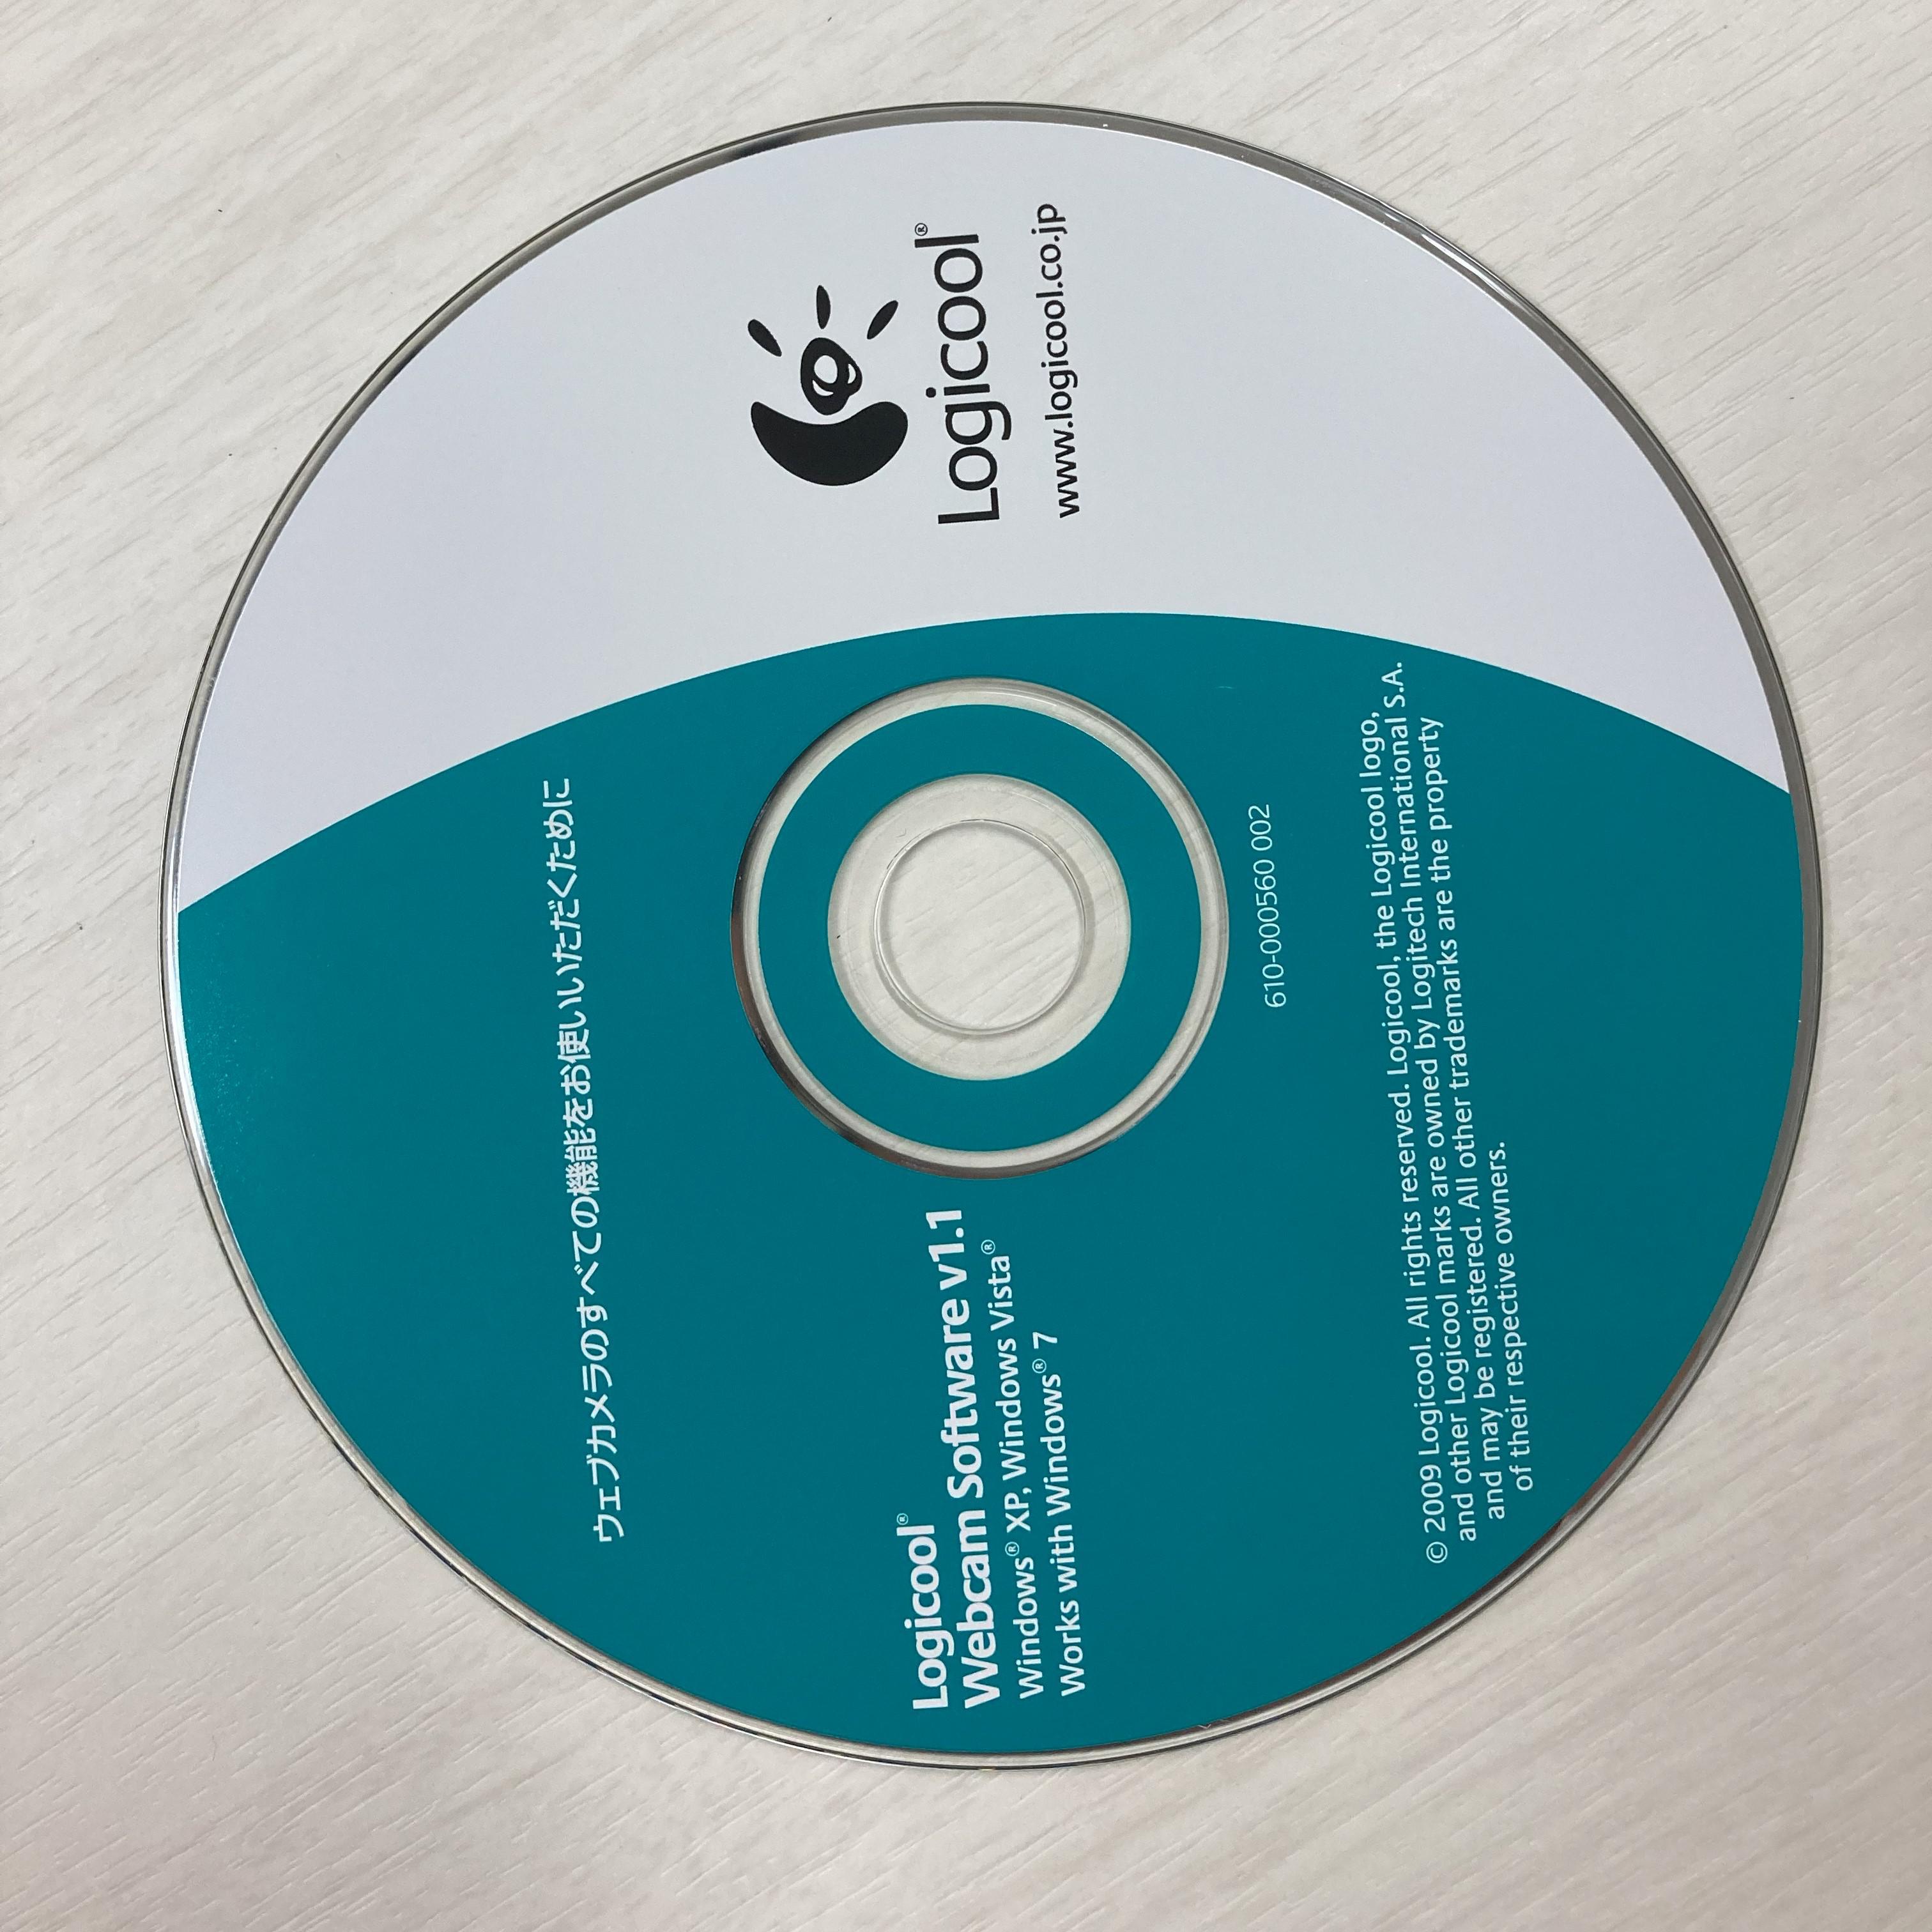 ウェブカメラのすべての機能をお使いいただくために
Logicool®
www.logicool.co.jp
Logicool®
Webcam Software v1.1
Windows® XP, Windows Vista®
Works with Windows® 7
610-000560 002
© 2009 Logicool. All rights reserved. Logicool, the Logicool logo,
and other Logicool marks are owned by Logitech International S.A.
and may be registered. All other trademarks are the property
of their respective owners.